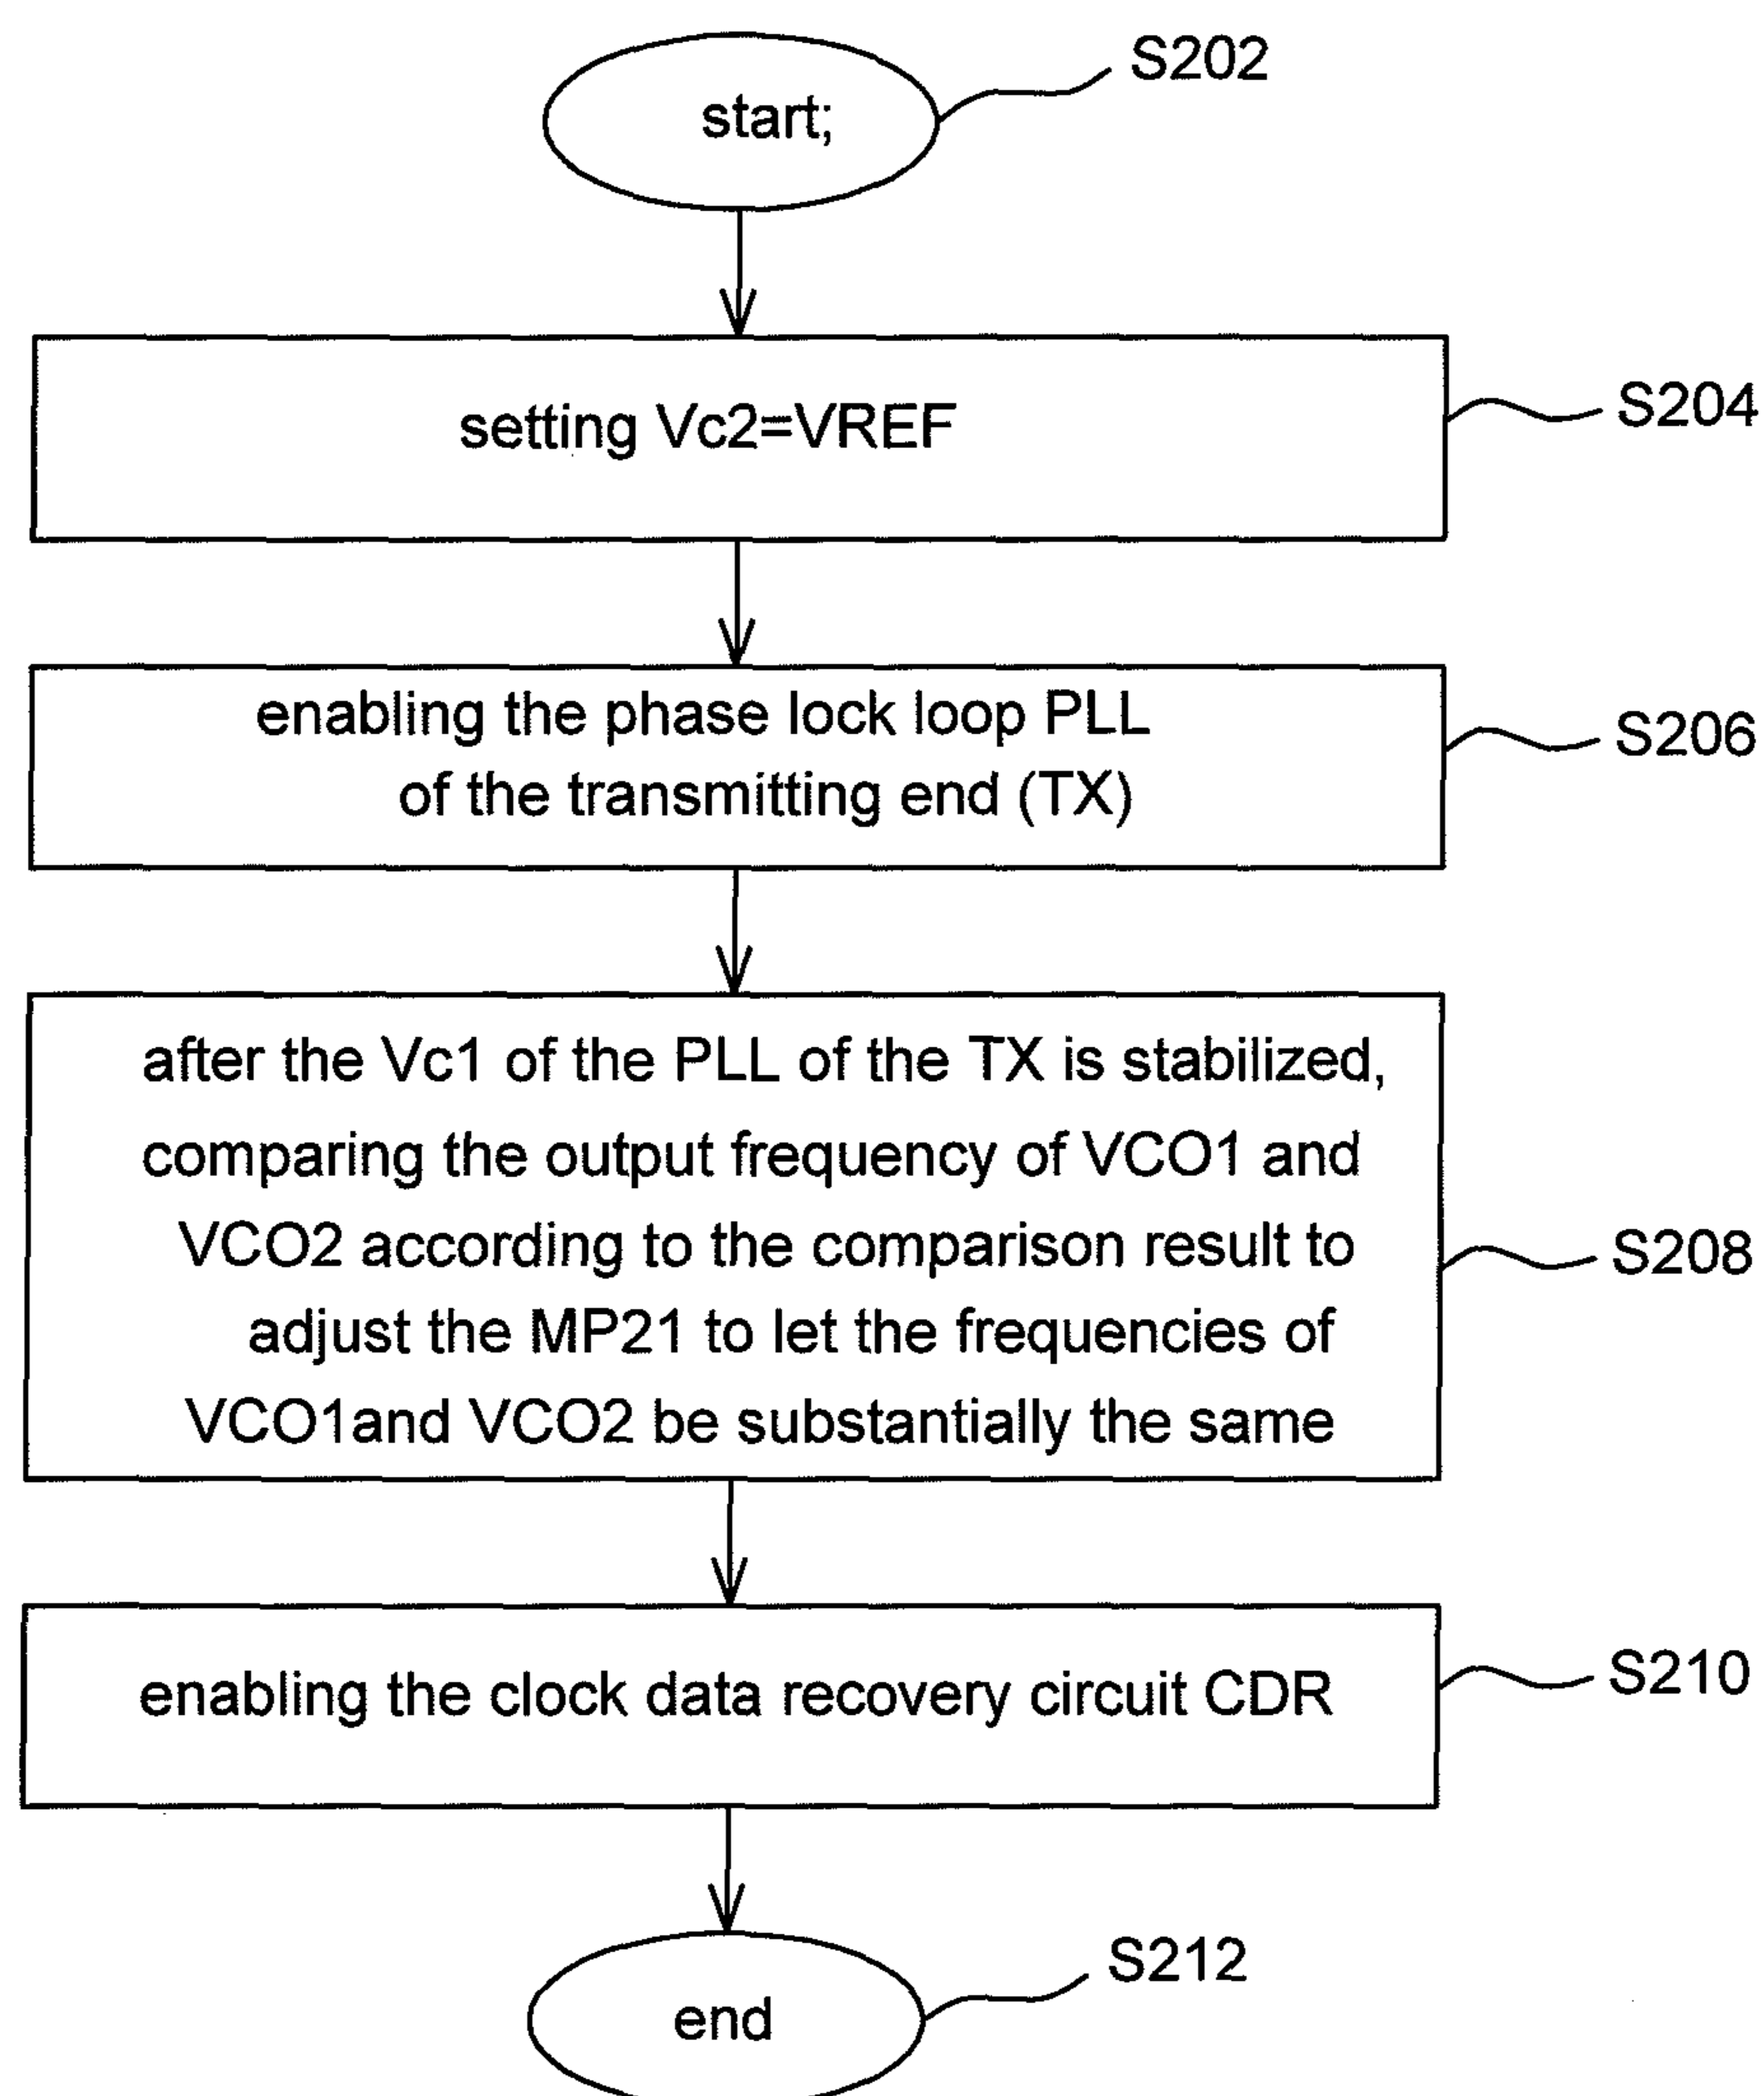 start;
S202
setting Vc2=VREF
S204
enabling the phase lock loop PLL
of the transmitting end (TX)
S206
after the Vc1 of the PLL of the TX is stabilized,
comparing the output frequency of VCO1 and
VCO2 according to the comparison result to
adjust the MP21 to let the frequencies of
VCO1and VCO2 be substantially the same
S208
enabling the clock data recovery circuit CDR
S210
end
S212